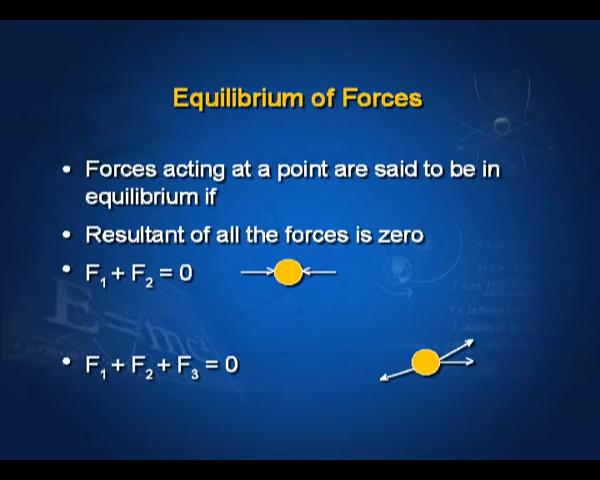 Equilibrium of Forces
• Forces acting at a point are said to be in
equilibrium if
• Resultant of all the forces is zero
• F₁ + F₂ = 0
• F₁ + F₂ + F₃ = 0
E=mc²